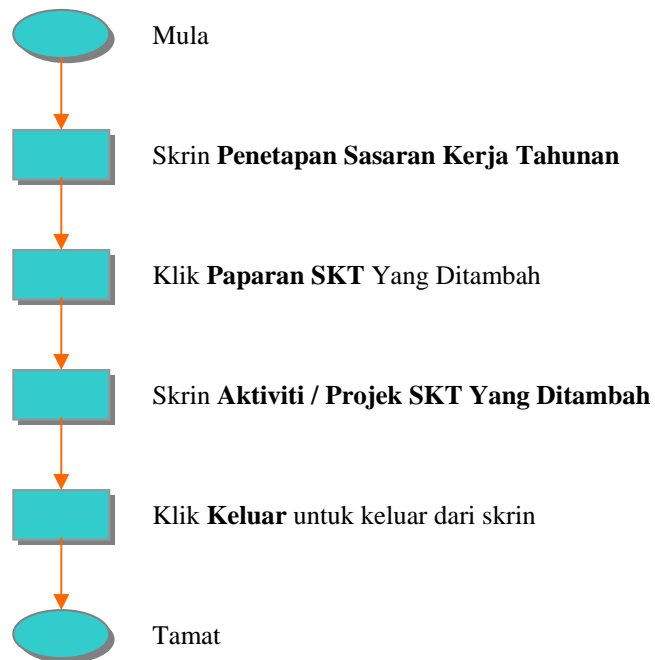 Mula
Skrin Penetapan Sasaran Kerja Tahunan
Klik Paparan SKT Yang Ditambah
Skrin Aktiviti / Projek SKT Yang Ditambah
Klik Keluar untuk keluar dari skrin
Tamat